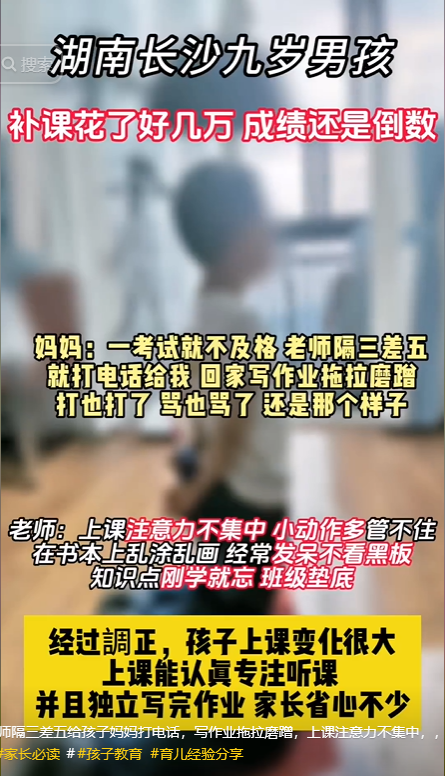 湖南长沙九岁男孩
搜索
补课花了好几万 成绩还是倒数
妈妈：一考试就不及格 老师隔三差五
就打电话给我 回家写作业拖拉磨蹭
打也打了 骂也骂了 还是那个样子
老师：上课注意力不集中 小动作多管不住
在书本上乱涂乱画 经常发呆不看黑板
知识点刚学就忘 班级垫底
经过調正，孩子上课变化很大
上课能认眞专注听课
并且独立写完作业 家长省心不少
师隔三差五给孩子妈妈打电话，写作业拖拉磨蹭，上课注意力不集中，，
#家长必读 # #孩子教育 #育儿经验分享